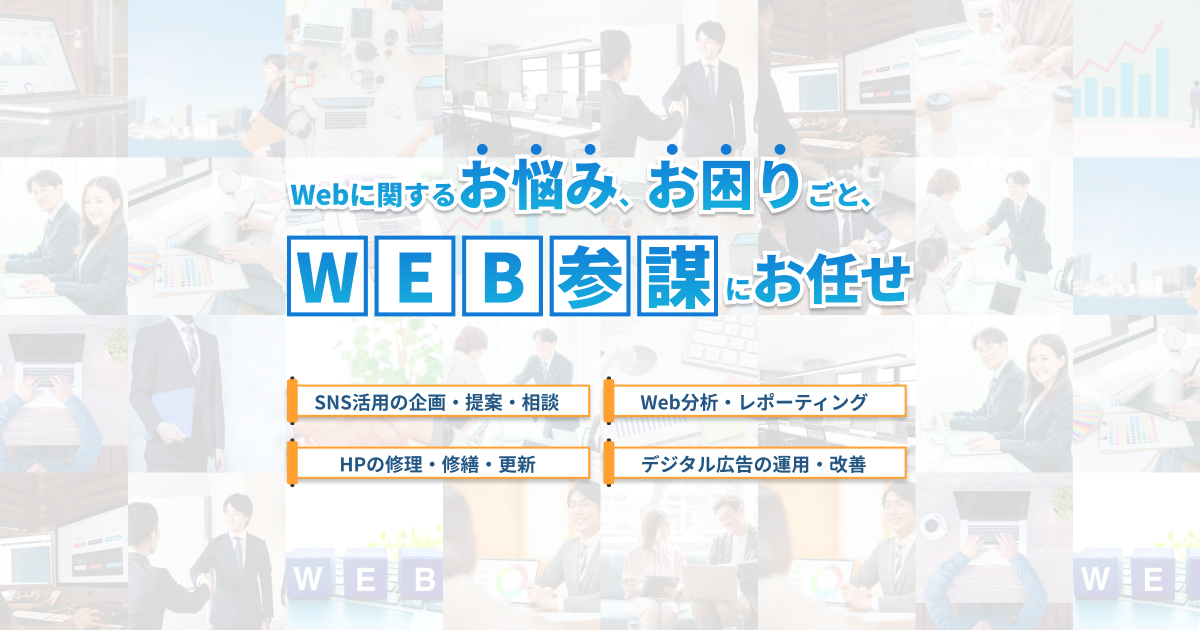 Webに関するお悩み、お困りごと、
WEB参謀にお任せ
SNS活用の企画・提案・相談
Web分析・レポーティング
HPの修理・修繕・更新
デジタル広告の運用・改善
WEB
WE